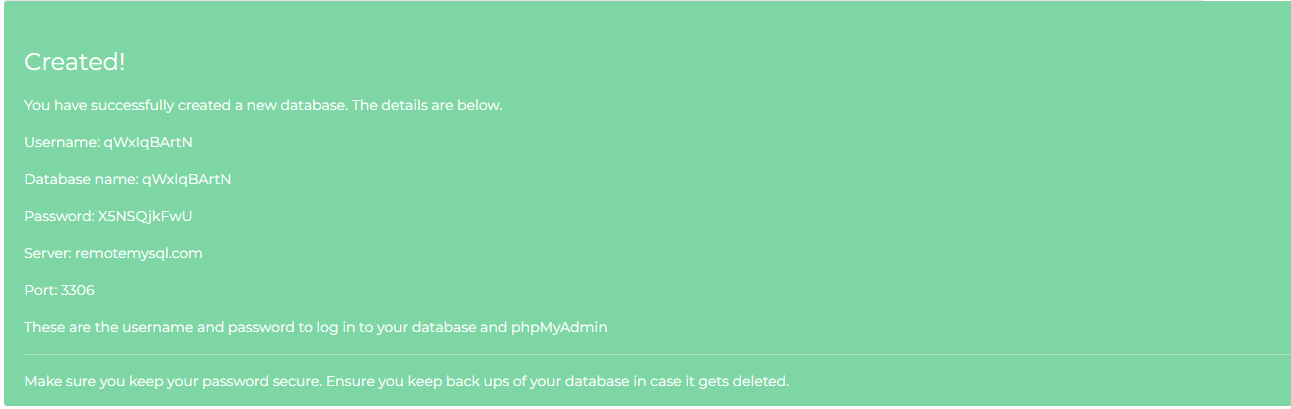 Created!
You have successfully created a new database. The details are below.
Username: qWxIqBArtN
Database name: qWxIqBArtN
Password: X5NSQjkFwU
Server: remotemysql.com
Port: 3306
These are the username and password to log in to your database and phpMyAdmin
Make sure you keep your password secure. Ensure you keep back ups of your database in case it gets deleted.